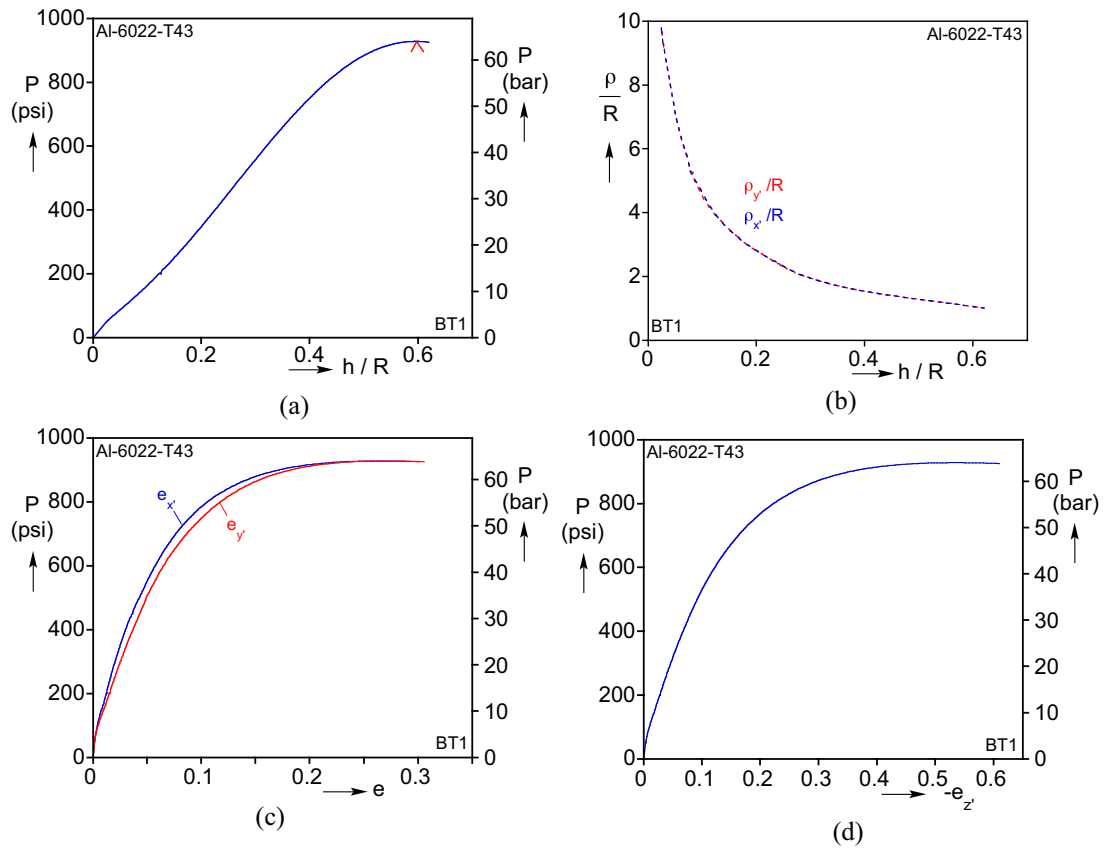 Al-6022-T43
P
(psi)
1000
800
600
400
200
0
P
(bar)
60
50
40
30
20
10
0
BT1
0 0.2 0.4 0.6
h / R
(a)
Al-6022-T43
ρ
R
10
8
6
4
2
0
ρy' /R
ρx' /R
BT1
0 0.2 0.4 0.6
h / R
(b)
Al-6022-T43
P
(psi)
1000
800
600
400
200
0
ex'
ey'
P
(bar)
60
50
40
30
20
10
0
BT1
0 0.1 0.2 0.3
e
(c)
Al-6022-T43
P
(psi)
1000
800
600
400
200
0
P
(bar)
60
50
40
30
20
10
0
BT1
0 0.1 0.2 0.3 0.4 0.5 0.6
-ez'
(d)